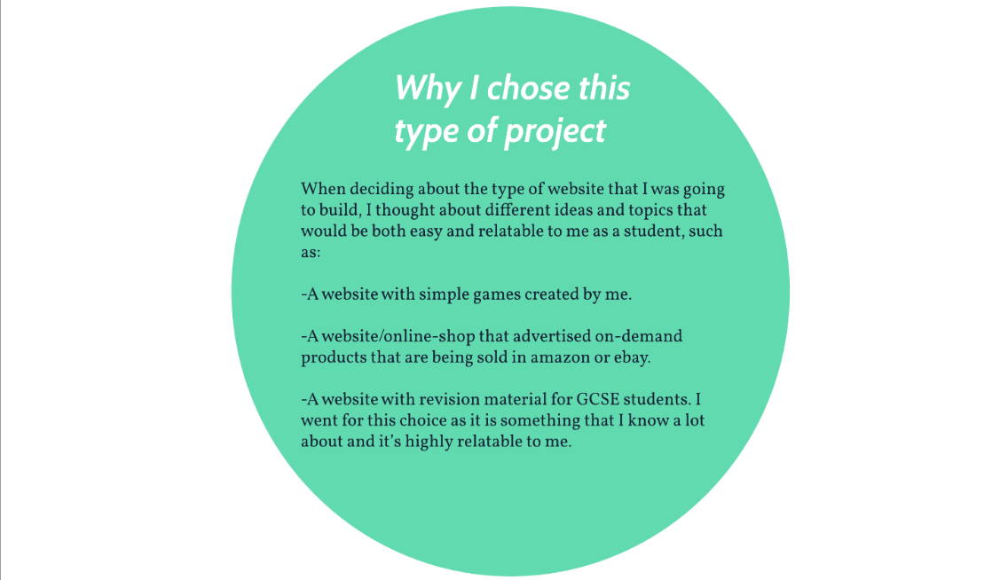 Why I chose this
type of project
When deciding about the type of website that I was going
to build, I thought about different ideas and topics that
would be both easy and relatable to me as a student, such
as:
-A website with simple games created by me.
-A website/online-shop that advertised on-demand
products that are being sold in amazon or ebay.
-A website with revision material for GCSE students. I
went for this choice as it is something that I know a lot
about and it’s highly relatable to me.